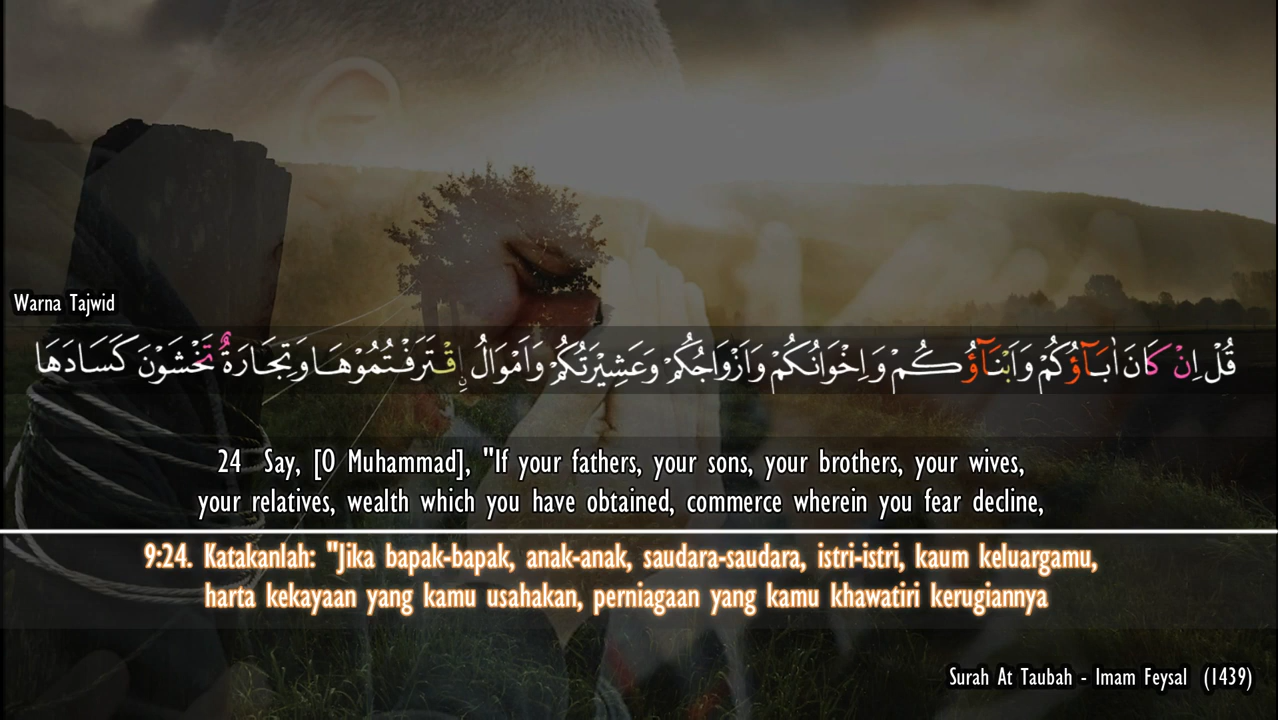 Warna Tajwid
قُلْ اِنْ كَانَ اٰبَاۤؤُكُمْ وَاَبْنَاۤؤُكُمْ وَاِخْوَانُكُمْ وَاَزْوَاجُكُمْ وَعَشِيْرَتُكُمْ وَاَمْوَالُ ۨاقْتَرَفْتُمُوْهَا وَتِجَارَةٌ تَخْشَوْنَ كَسَادَهَا
24 Say, [O Muhammad], "If your fathers, your sons, your brothers, your wives,
your relatives, wealth which you have obtained, commerce wherein you fear decline,
9:24. Katakanlah: "Jika bapak-bapak, anak-anak, saudara-saudara, istri-istri, kaum keluargamu,
harta kekayaan yang kamu usahakan, perniagaan yang kamu khawatiri kerugiannya
Surah At Taubah - Imam Feysal (1439)